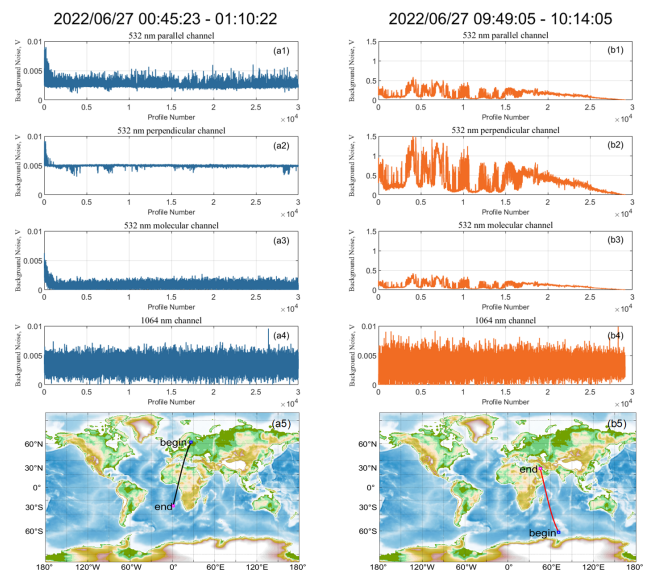 2022/06/27 00:45:23 - 01:10:22
532 nm parallel channel
(a1)
Background Noise, V
0.01
0.005
0
0 0.5 1 1.5 2 2.5 3
Profile Number
× 10⁴
532 nm perpendicular channel
(a2)
Background Noise, V
0.01
0.005
0
0 0.5 1 1.5 2 2.5 3
Profile Number
× 10⁴
532 nm molecular channel
(a3)
Background Noise, V
0.01
0.005
0
0 0.5 1 1.5 2 2.5 3
Profile Number
× 10⁴
1064 nm channel
(a4)
Background Noise, V
0.01
0.005
0
0 0.5 1 1.5 2 2.5 3
Profile Number
× 10⁴
(a5)
begin
end
60°N
30°N
0°
30°S
60°S
180° 120°W 60°W 0° 60°E 120°E 180°
2022/06/27 09:49:05 - 10:14:05
532 nm parallel channel
(b1)
Background Noise, V
1.5
1
0.5
0
0 0.5 1 1.5 2 2.5 3
Profile Number
× 10⁴
532 nm perpendicular channel
(b2)
Background Noise, V
1.5
1
0.5
0
0 0.5 1 1.5 2 2.5 3
Profile Number
× 10⁴
532 nm molecular channel
(b3)
Background Noise, V
1.5
1
0.5
0
0 0.5 1 1.5 2 2.5 3
Profile Number
× 10⁴
1064 nm channel
(b4)
Background Noise, V
0.01
0.005
0
0 0.5 1 1.5 2 2.5 3
Profile Number
× 10⁴
(b5)
end
begin
60°N
30°N
0°
30°S
60°S
180° 120°W 60°W 0° 60°E 120°E 180°